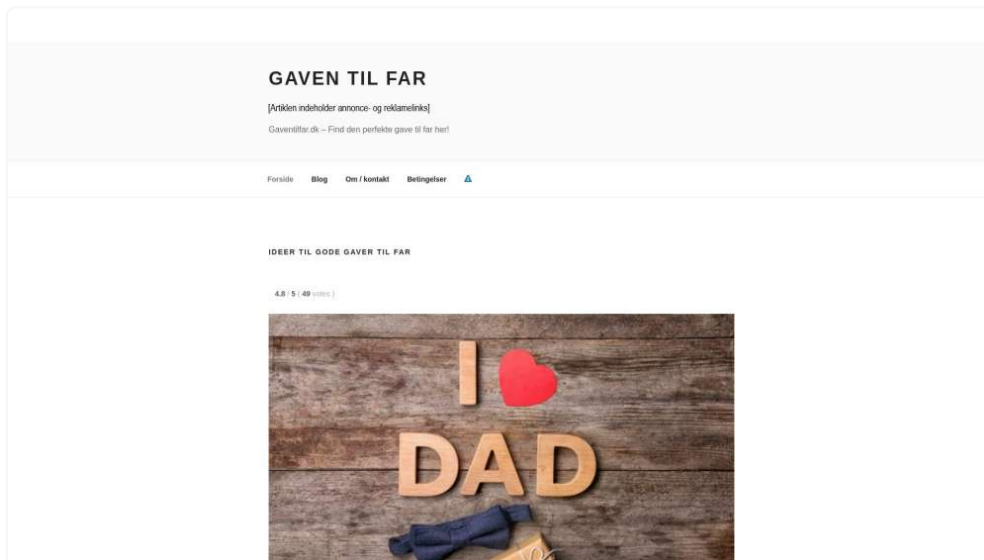 GAVEN TIL FAR
[Artiklen indeholder annonce- og reklamelinks]
Gaventilfar.dk – Find den perfekte gave til far her!
Forside Blog Om / kontakt Betingelser
IDEER TIL GODE GAVER TIL FAR
4.8 / 5 ( 49 votes )
I
DAD